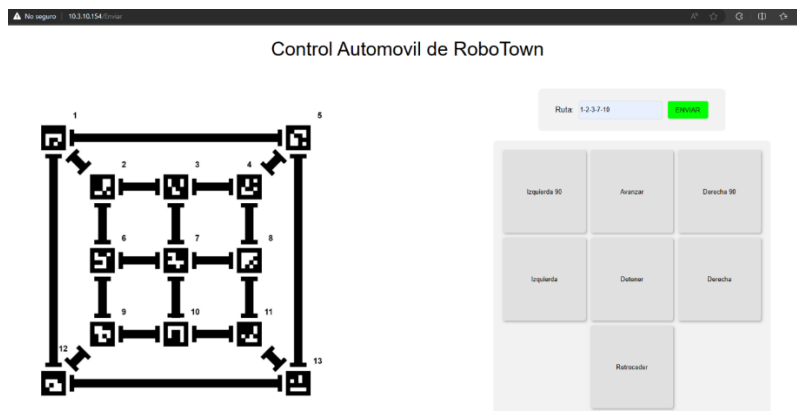 No seguro | 10.3.10.154/Enviar
Control Automovil de RoboTown
Ruta: 1-2-3-7-10 ENVIAR
1 5
2 3 4
6 7 8
9 10 11
12 13
Izquierda 90 Avanzar Derecha 90
Izquierda Detener Derecha
Retroceder